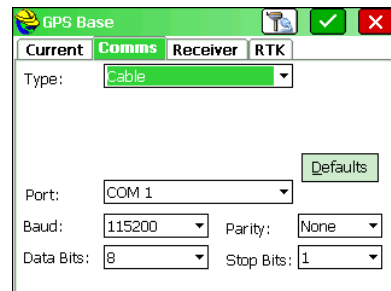 GPS Base
Current Comms Receiver RTK
Type: Cable
Defaults
Port: COM 1
Baud: 115200 Parity: None
Data Bits: 8 Stop Bits: 1